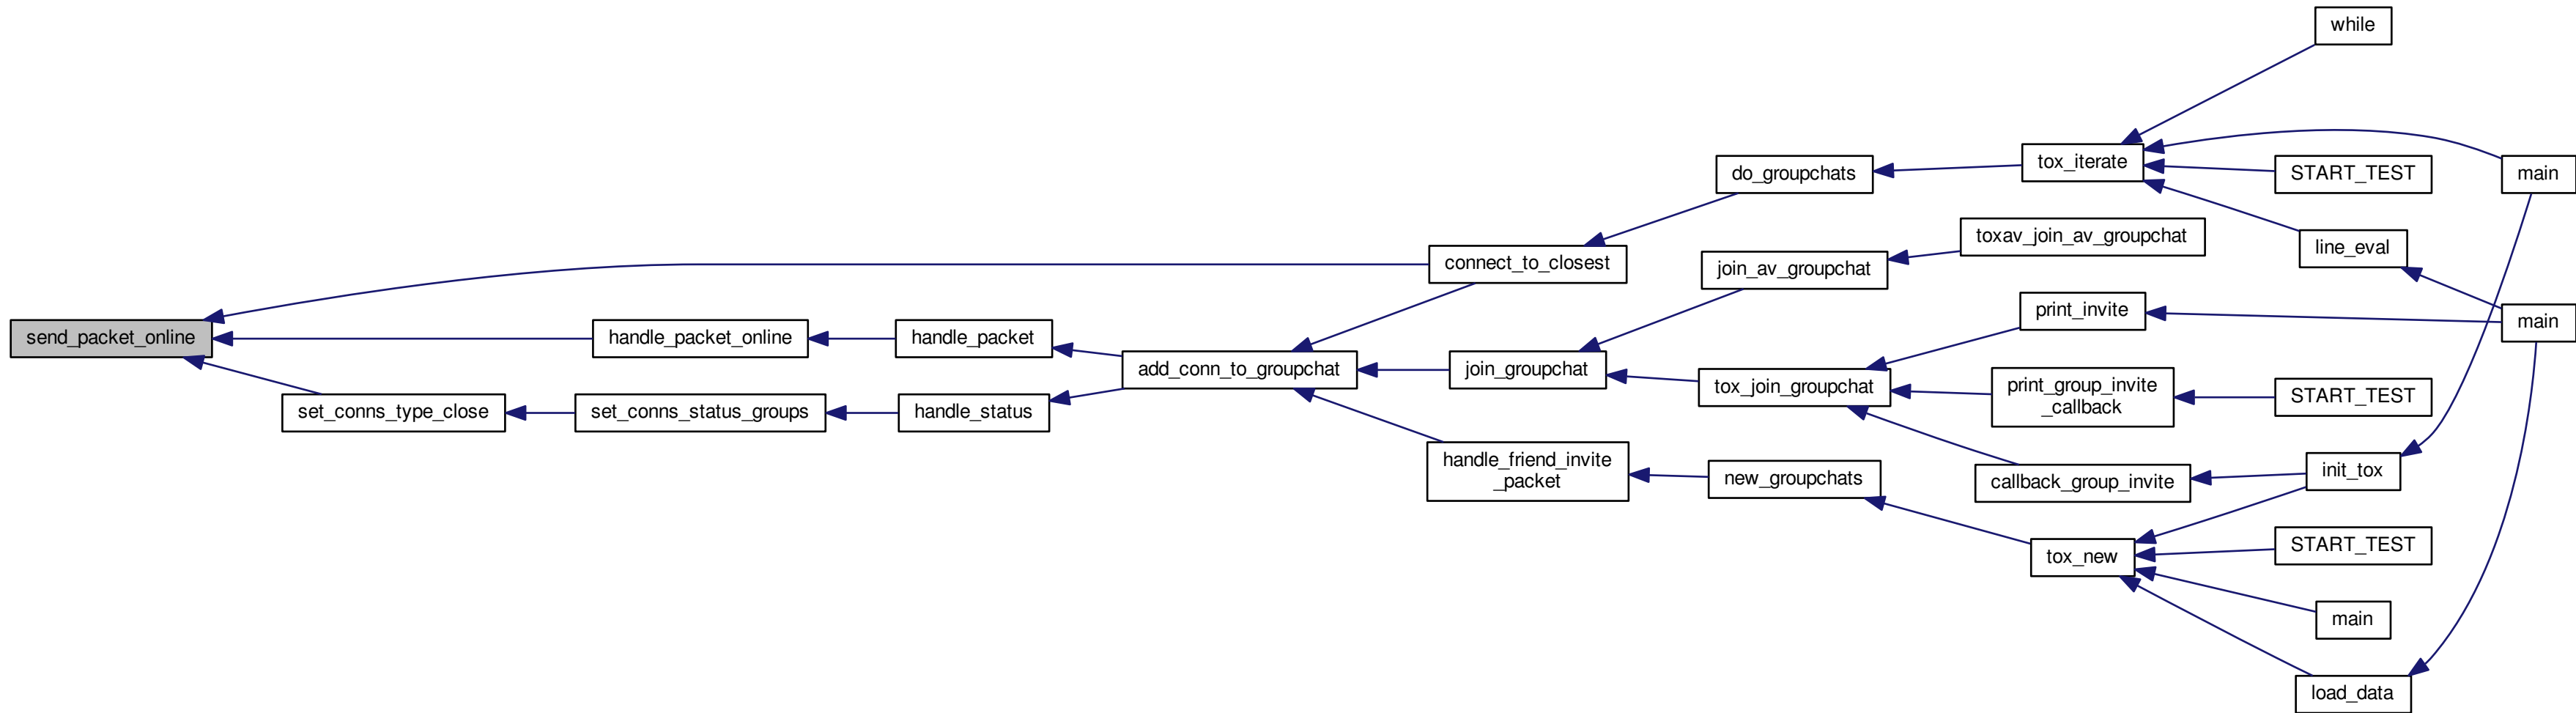 while
tox_iterate
main
do_groupchats
START_TEST
toxav_join_av_groupchat
line_eval
connect_to_closest
join_av_groupchat
print_invite
main
send_packet_online
handle_packet_online
handle_packet
add_conn_to_groupchat
join_groupchat
tox_join_groupchat
print_group_invite
_callback
START_TEST
set_conns_type_close
set_conns_status_groups
handle_status
handle_friend_invite
_packet
new_groupchats
callback_group_invite
init_tox
tox_new
START_TEST
main
load_data